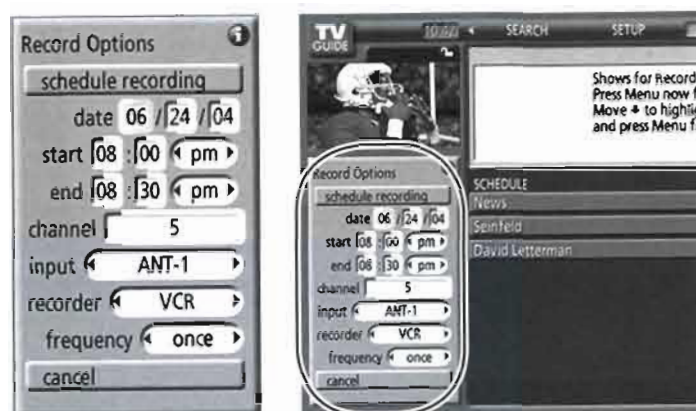 Record Options
schedule recording
date 06 / 24 / 04
start 08 : 00 pm
end 08 : 30 pm
channel 5
input ANT-1
recorder VCR
frequency once
cancel
TV
GUIDE
SEARCH SETUP
Shows for Record
Press Menu now f
Move to highli
and press Menu f
Record Options
schedule recording
date 06 / 24 / 04
start 08 : 00 pm
end 08 : 30 pm
channel 5
input ANT-1
recorder VCR
frequency once
cancel
SCHEDULE
News
Seinfeld
David Letterman